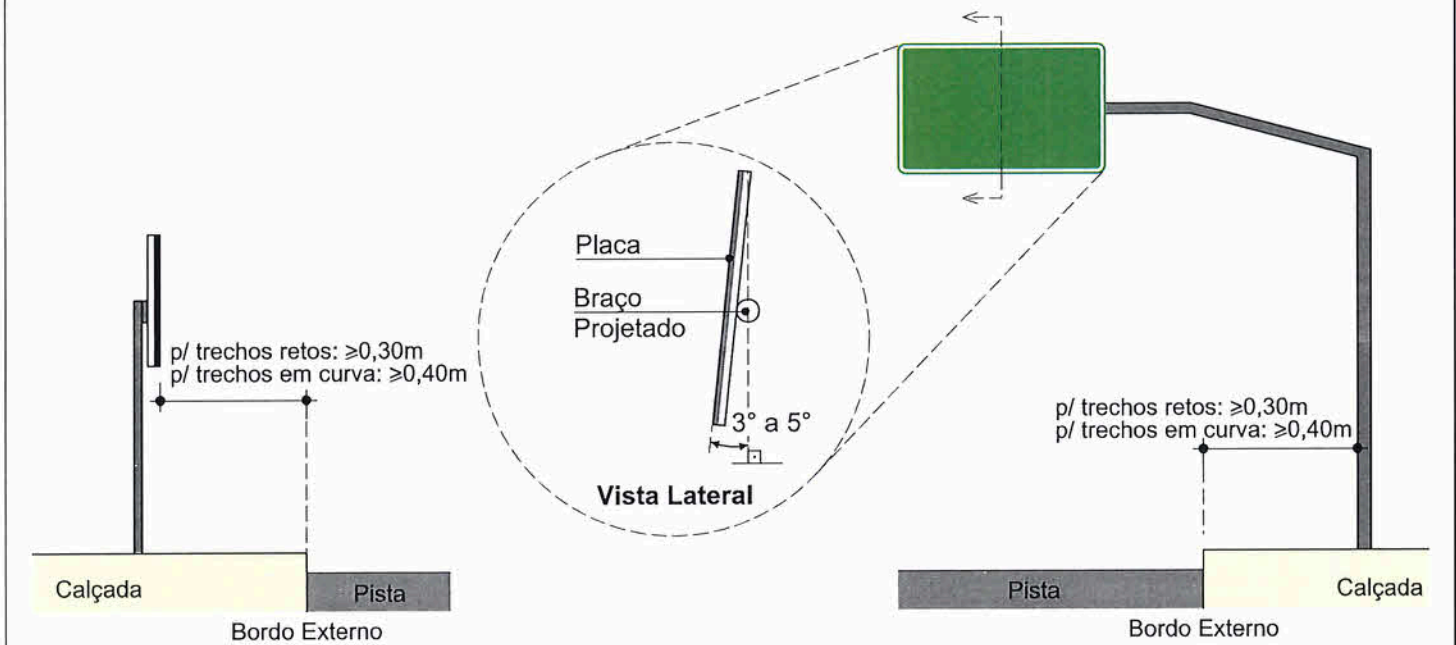 p/ trechos retos: ≥0,30m
p/ trechos em curva: ≥0,40m
Calçada
Pista
Bordo Externo
Placa
Braço
Projetado
3° a 5°
Vista Lateral
p/ trechos retos: ≥0,30m
p/ trechos em curva: ≥0,40m
Pista
Calçada
Bordo Externo